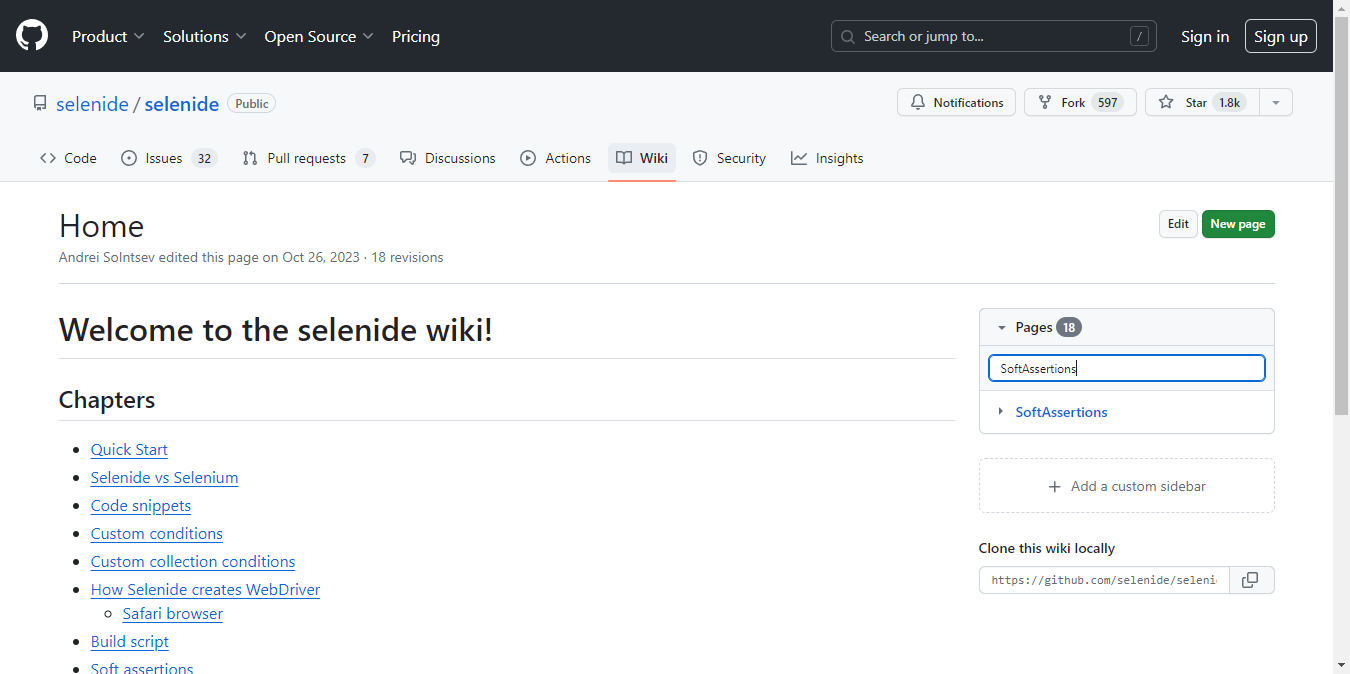 Product Solutions Open Source Pricing Search or jump to... / Sign in Sign up
selenide / selenide Public Notifications Fork 597 Star 1.8k
Code Issues 32 Pull requests 7 Discussions Actions Wiki Security Insights
Home
Edit New page
Andrei Solntsev edited this page on Oct 26, 2023 · 18 revisions
Welcome to the selenide wiki!
Chapters
Quick Start
Selenide vs Selenium
Code snippets
Custom conditions
Custom collection conditions
How Selenide creates WebDriver
Safari browser
Build script
Soft assertions
Pages 18
SoftAssertions
SoftAssertions
Add a custom sidebar
Clone this wiki locally
https://github.com/selenide/seleni